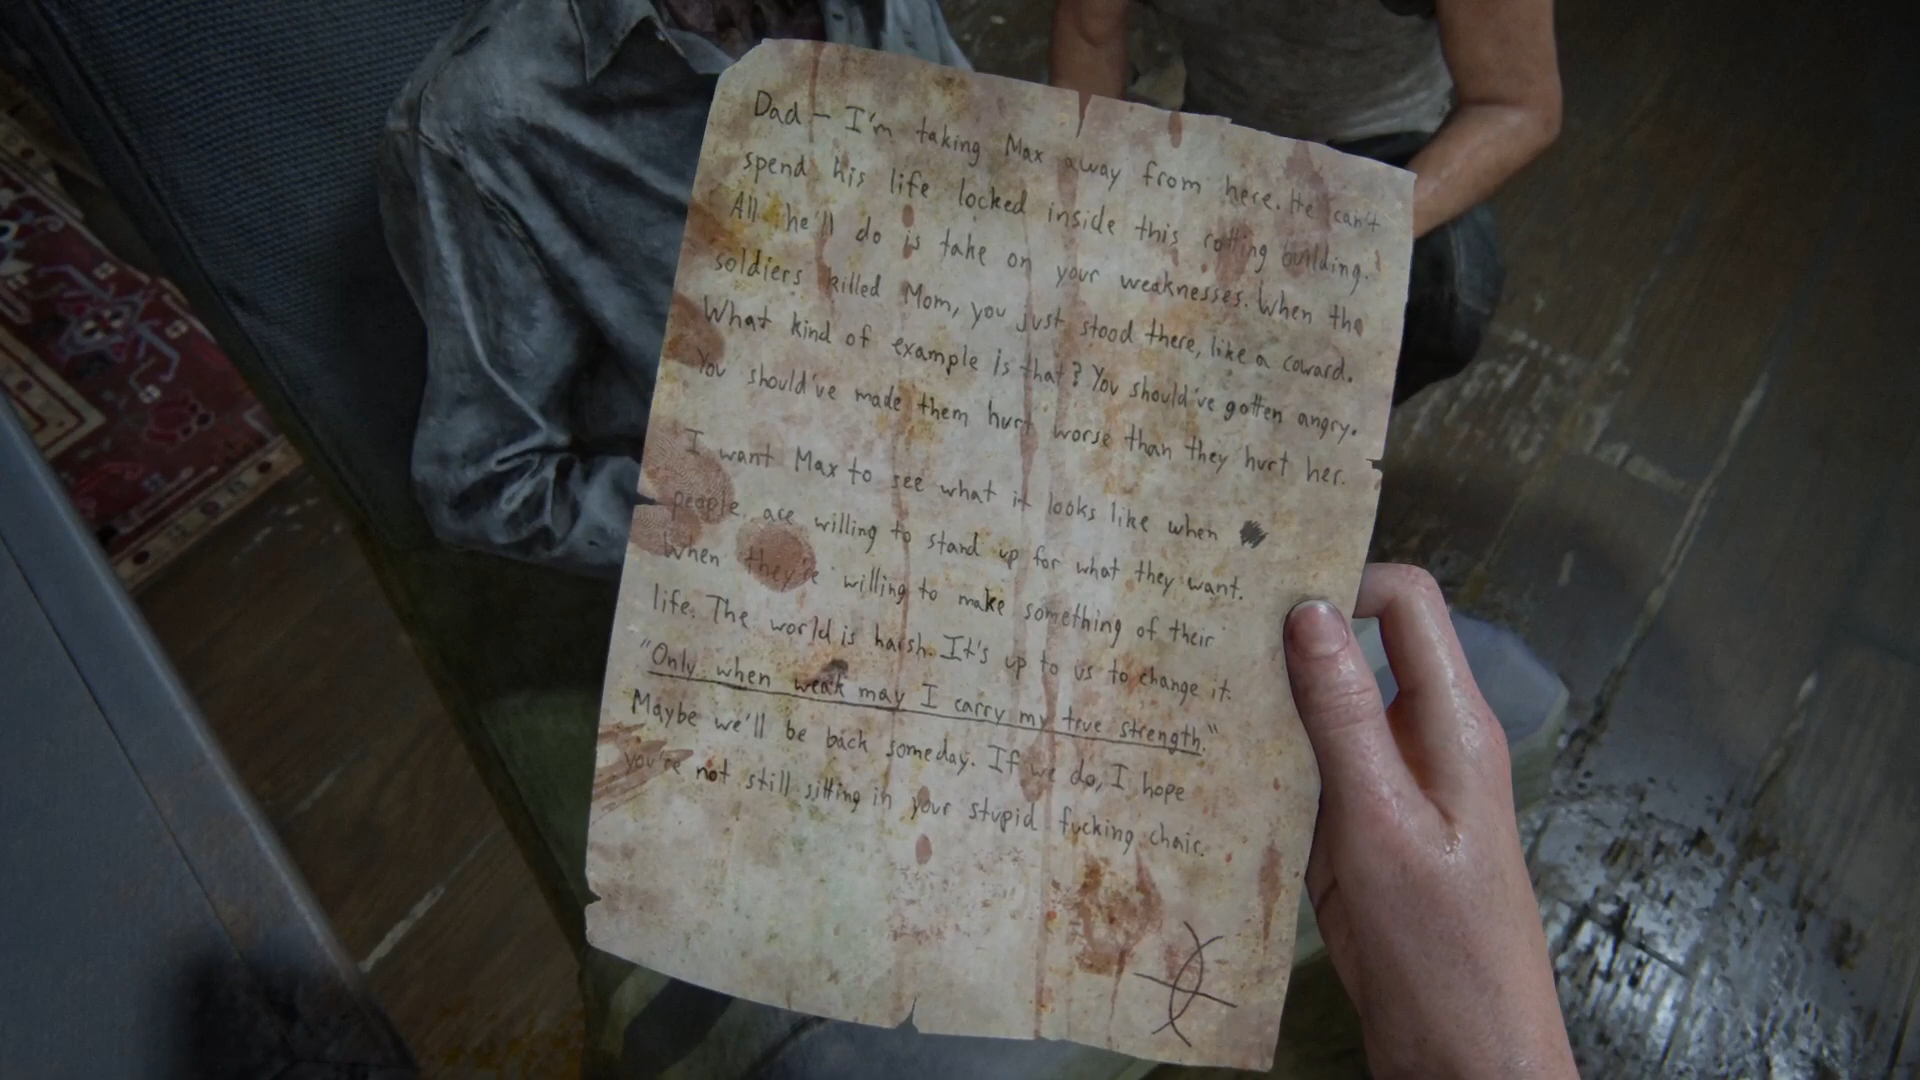 Dad - I'm taking Max away from here. He can't
spend his life locked inside this rotting building.
All he'll do is take on your weaknesses. When the
soldiers killed Mom, you just stood there, like a coward.
What kind of example is that? You should've gotten angry.
You should've made them hurt worse than they hurt her.
I want Max to see what it looks like when
people are willing to stand up for what they want.
When they're willing to make something of their
life. The world is harsh. It's up to us to change it.
"Only when weak may I carry my true strength."
Maybe we'll be back someday. If we do, I hope
you're not still sitting in your stupid fucking chair.